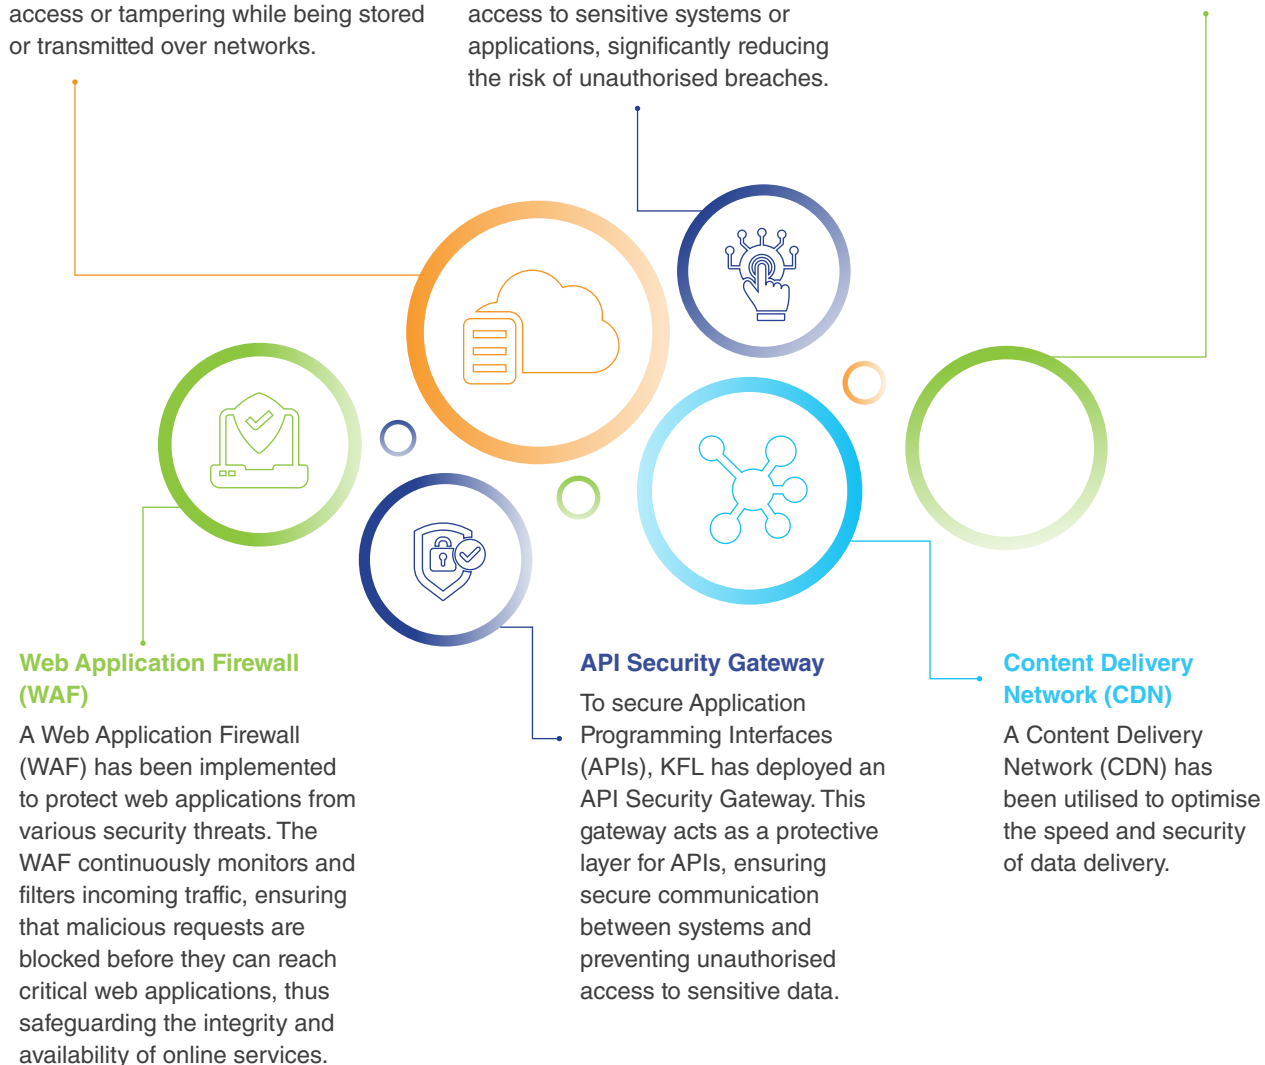 access or tampering while being stored
or transmitted over networks.
access to sensitive systems or
applications, significantly reducing
the risk of unauthorised breaches.
Web Application Firewall
(WAF)
A Web Application Firewall
(WAF) has been implemented
to protect web applications from
various security threats. The
WAF continuously monitors and
filters incoming traffic, ensuring
that malicious requests are
blocked before they can reach
critical web applications, thus
safeguarding the integrity and
availability of online services.
API Security Gateway
To secure Application
Programming Interfaces
(APIs), KFL has deployed an
API Security Gateway. This
gateway acts as a protective
layer for APIs, ensuring
secure communication
between systems and
preventing unauthorised
access to sensitive data.
Content Delivery
Network (CDN)
A Content Delivery
Network (CDN) has
been utilised to optimise
the speed and security
of data delivery.